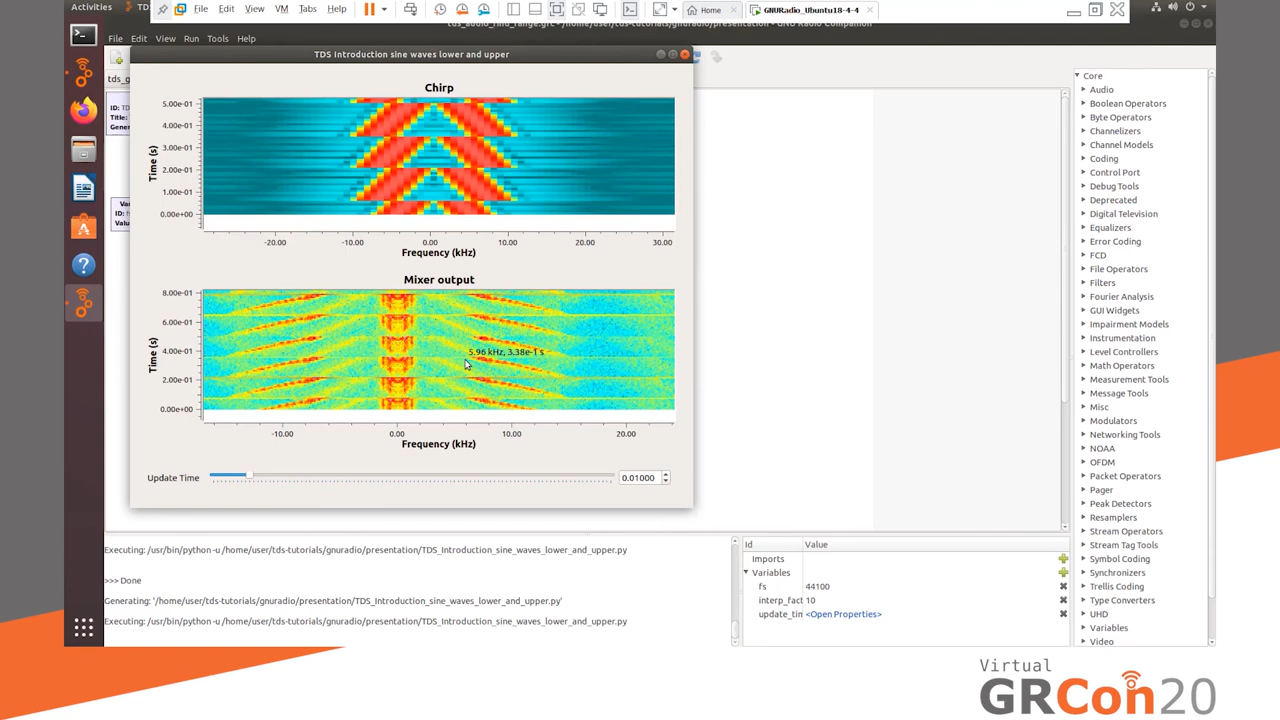 File Edit View VM Tabs Help
Home
GNURadio_Ubuntu18-4-4
Activities
File Edit View Run Tools Help
TDS Introduction sine waves lower and upper
Chirp
5.00e-01
4.00e-01
3.00e-01
2.00e-01
1.00e-01
0.00e+00
Time (s)
-20.00 -10.00 0.00 10.00 20.00 30.00
Frequency (kHz)
Mixer output
8.00e-01
6.00e-01
4.00e-01
2.00e-01
0.00e+00
Time (s)
5.96 kHz, 3.38e-1 s
-10.00 0.00 10.00 20.00
Frequency (kHz)
Update Time
0.01000
Executing: /usr/bin/python -u /home/user/tds-tutorials/gnuradio/presentation/TDS_Introduction_sine_waves_lower_and_upper.py
>>> Done
Generating: '/home/user/tds-tutorials/gnuradio/presentation/TDS_Introduction_sine_waves_lower_and_upper.py'
Executing: /usr/bin/python -u /home/user/tds-tutorials/gnuradio/presentation/TDS_Introduction_sine_waves_lower_and_upper.py
Id Value
Imports
Variables
fs 44100
interp_fact 10
update_tin <Open Properties>
Core
Audio
Boolean Operators
Byte Operators
Channelizers
Channel Models
Coding
Control Port
Debug Tools
Deprecated
Digital Television
Equalizers
Error Coding
FCD
File Operators
Filters
Fourier Analysis
GUI Widgets
Impairment Models
Instrumentation
Level Controllers
Math Operators
Measurement Tools
Message Tools
Misc
Modulators
Networking Tools
NOAA
OFDM
Packet Operators
Pager
Peak Detectors
Resamplers
Stream Operators
Stream Tag Tools
Symbol Coding
Synchronizers
Trellis Coding
Type Converters
UHD
Variables
Video
Virtual
GRCon20